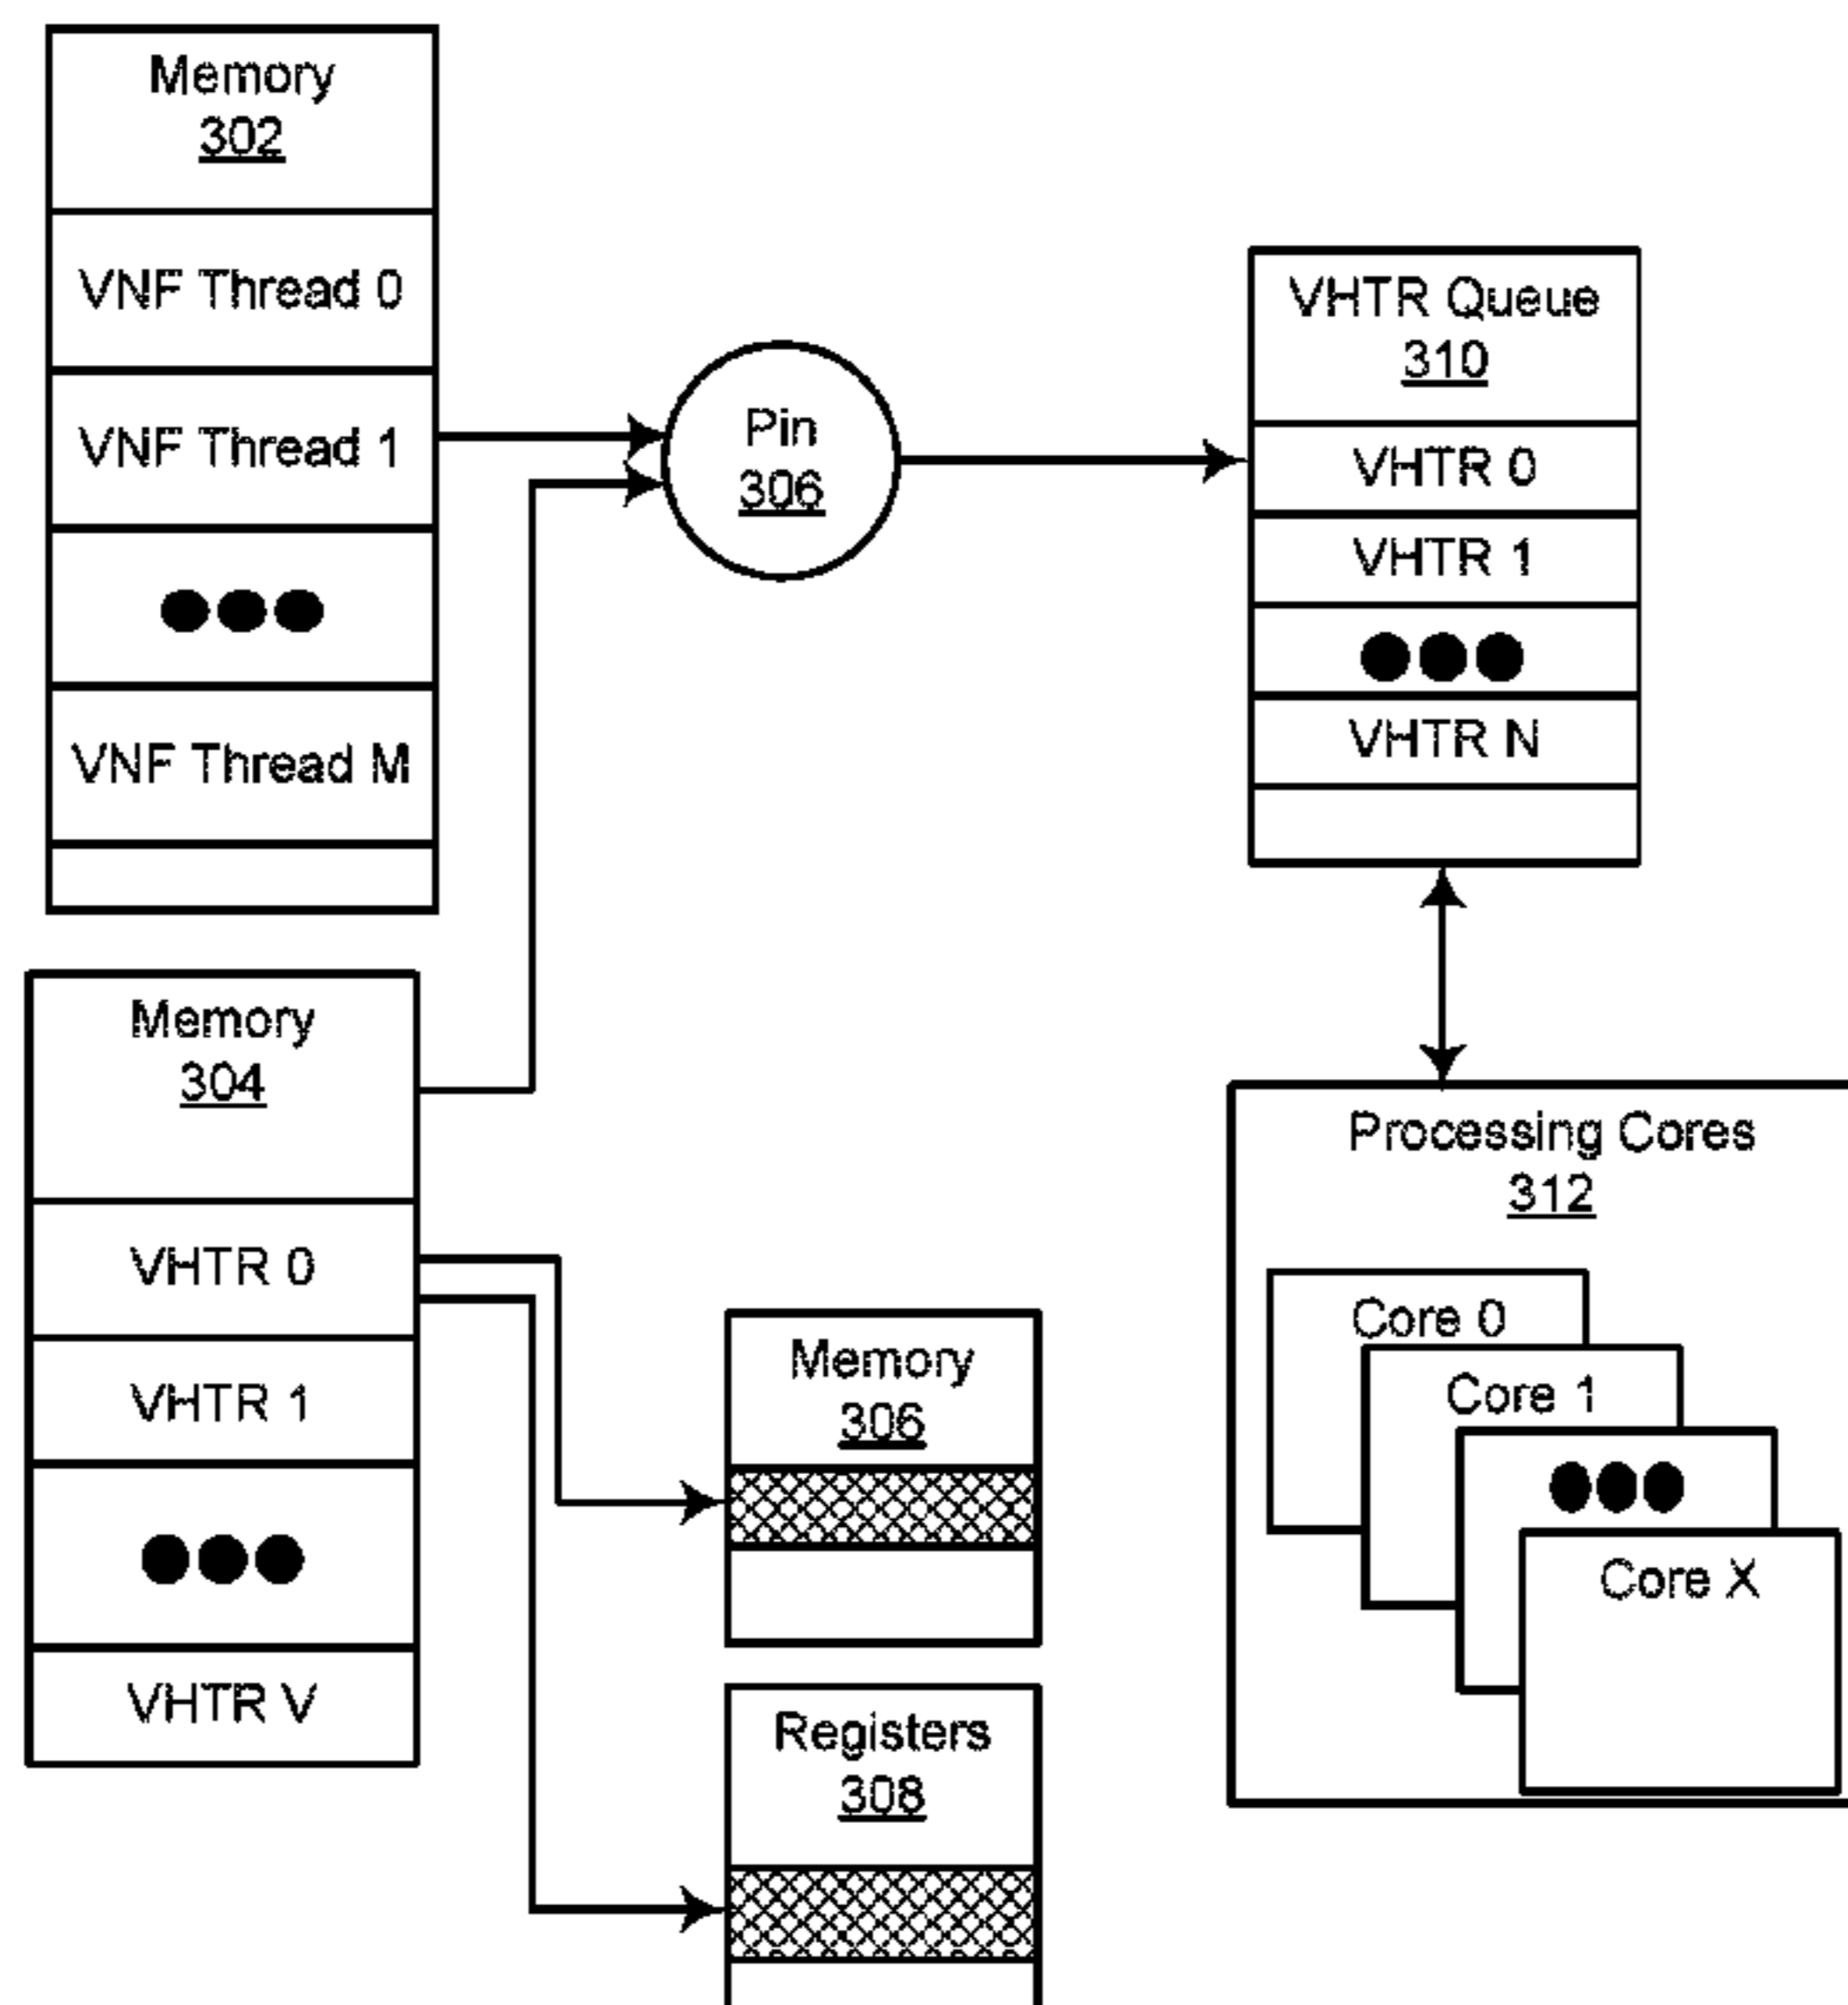 Memory
302
VNF Thread 0
VNF Thread 1
VNF Thread M
Pin
306
VHTR Queue
310
VHTR 0
VHTR 1
VHTR N
Memory
304
VHTR 0
VHTR 1
VHTR V
Memory
306
Registers
308
Processing Cores
312
Core 0
Core 1
Core X